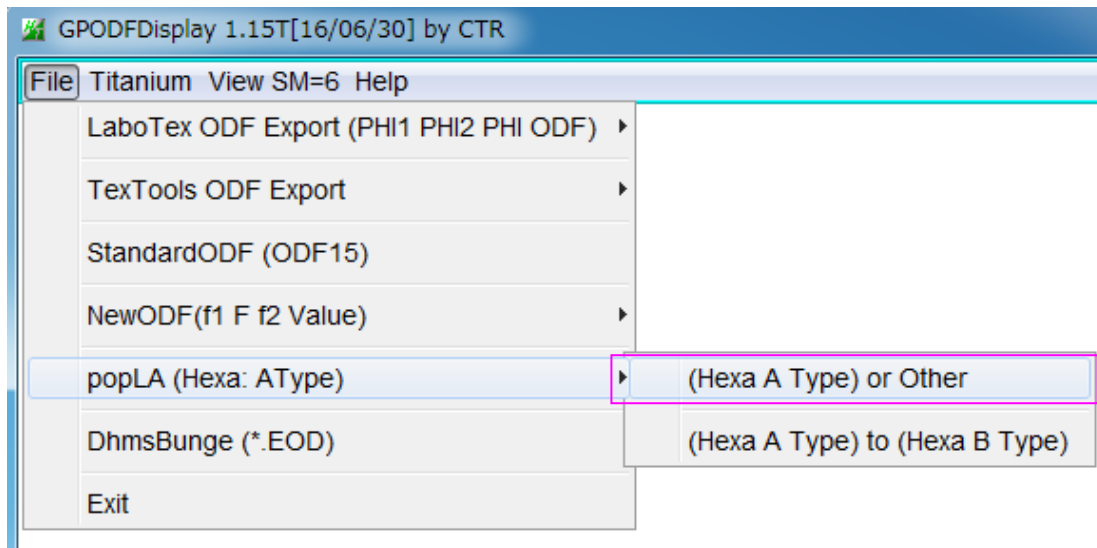 GPODFDisplay 1.15T[16/06/30] by CTR
File Titanium View SM=6 Help
LaboTex ODF Export (PHI1 PHI2 PHI ODF)
TexTools ODF Export
StandardODF (ODF15)
NewODF(f1 F f2 Value)
popLA (Hexa: AType)
(Hexa A Type) or Other
DhmsBunge (*.EOD)
(Hexa A Type) to (Hexa B Type)
Exit